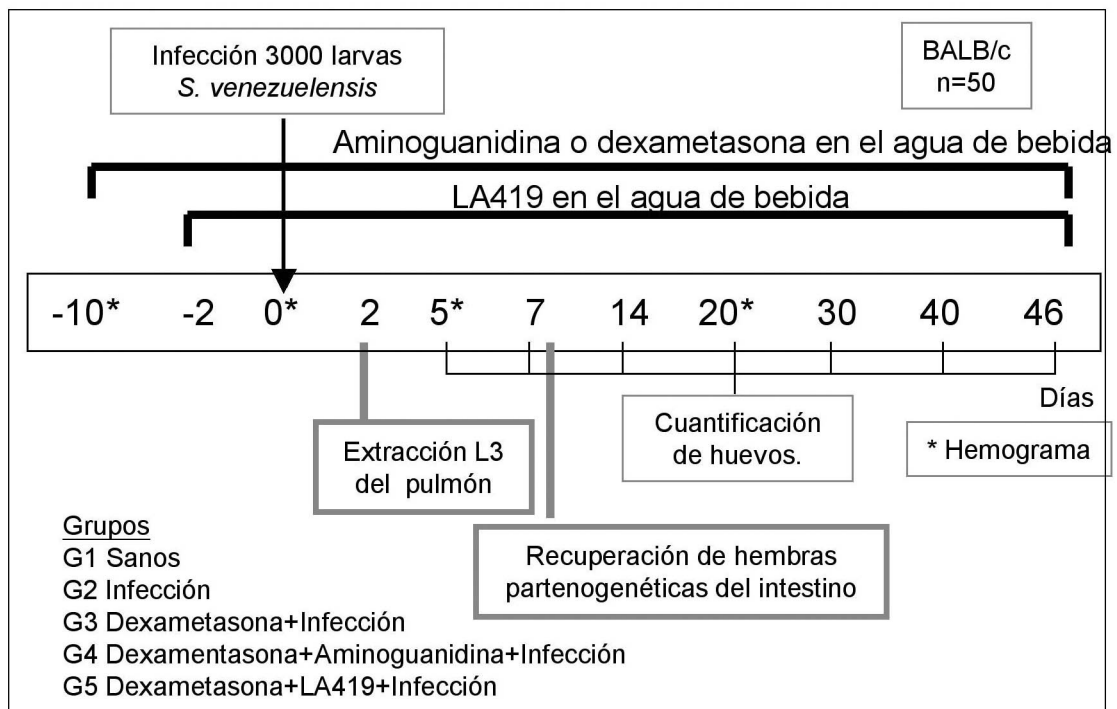 Infección 3000 larvas
S. venezuelensis
BALB/c
n=50
Aminoguanidina o dexametasona en el agua de bebida
LA419 en el agua de bebida
-10* -2 0* 2 5* 7 14 20* 30 40 46
Días
Extracción L3
del pulmón
Cuantificación
de huevos.
* Hemograma
Recuperación de hembras
partenogenéticas del intestino
Grupos
G1 Sanos
G2 Infección
G3 Dexametasona+Infección
G4 Dexamentasona+Aminoguanidina+Infección
G5 Dexametasona+LA419+Infección